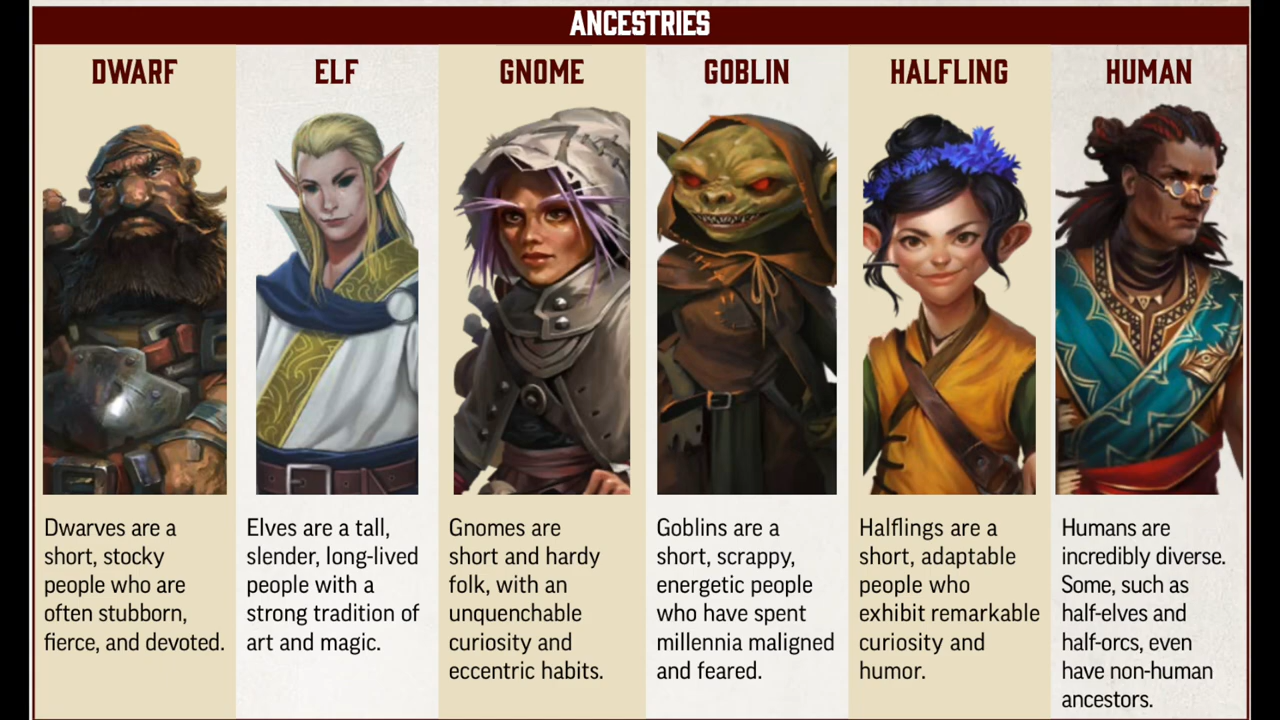 ANCESTRIES
DWARF
Dwarves are a
short, stocky
people who are
often stubborn,
fierce, and devoted.
ELF
Elves are a tall,
slender, long-lived
people with a
strong tradition of
art and magic.
GNOME
Gnomes are
short and hardy
folk, with an
unquenchable
curiosity and
eccentric habits.
GOBLIN
Goblins are a
short, scrappy,
energetic people
who have spent
millennia maligned
and feared.
HALFLING
Halflings are a
short, adaptable
people who
exhibit remarkable
curiosity and
humor.
HUMAN
Humans are
incredibly diverse.
Some, such as
half-elves and
half-orcs, even
have non-human
ancestors.